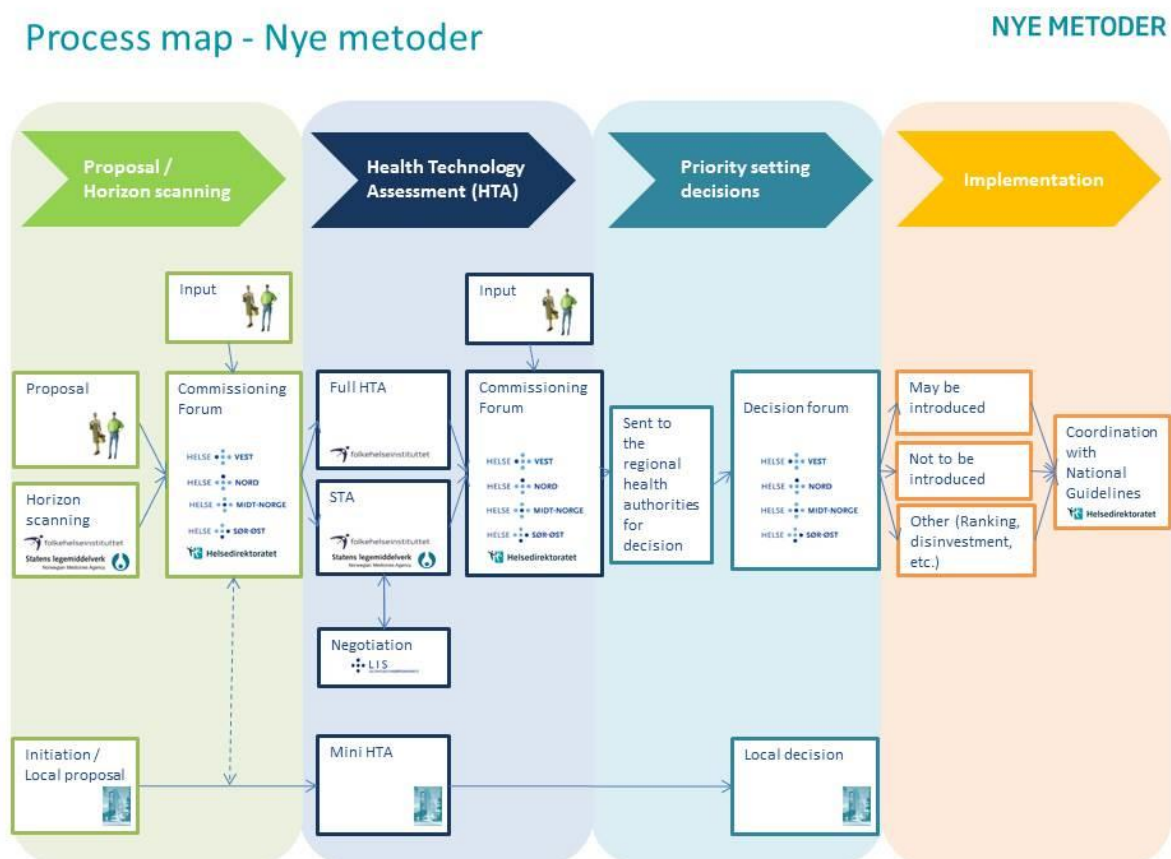 Process map - Nye metoder
NYE METODER
Proposal /
Horizon scanning
Health Technology
Assessment (HTA)
Priority setting
decisions
Implementation
Input
Input
Proposal
Commissioning
Forum
HELSE VEST
HELSE NORD
HELSE MIDT-NORGE
HELSE SØR-ØST
Helsedirektoratet
Horizon
scanning
folkehelseinstituttet
Statens legemiddelverk
Norwegian Medicines Agency
Full HTA
folkehelseinstituttet
STA
folkehelseinstituttet
Statens legemiddelverk
Norwegian Medicines Agency
Negotiation
LIS
Commissioning
Forum
HELSE VEST
HELSE NORD
HELSE MIDT-NORGE
HELSE SØR-ØST
Helsedirektoratet
Sent to
the
regional
health
authorities
for
decision
Decision forum
HELSE VEST
HELSE NORD
HELSE MIDT-NORGE
HELSE SØR-ØST
May be
introduced
Not to be
introduced
Other (Ranking,
disinvestment,
etc.)
Coordination
with
National
Guidelines
Helsedirektoratet
Initiation /
Local proposal
Mini HTA
Local decision